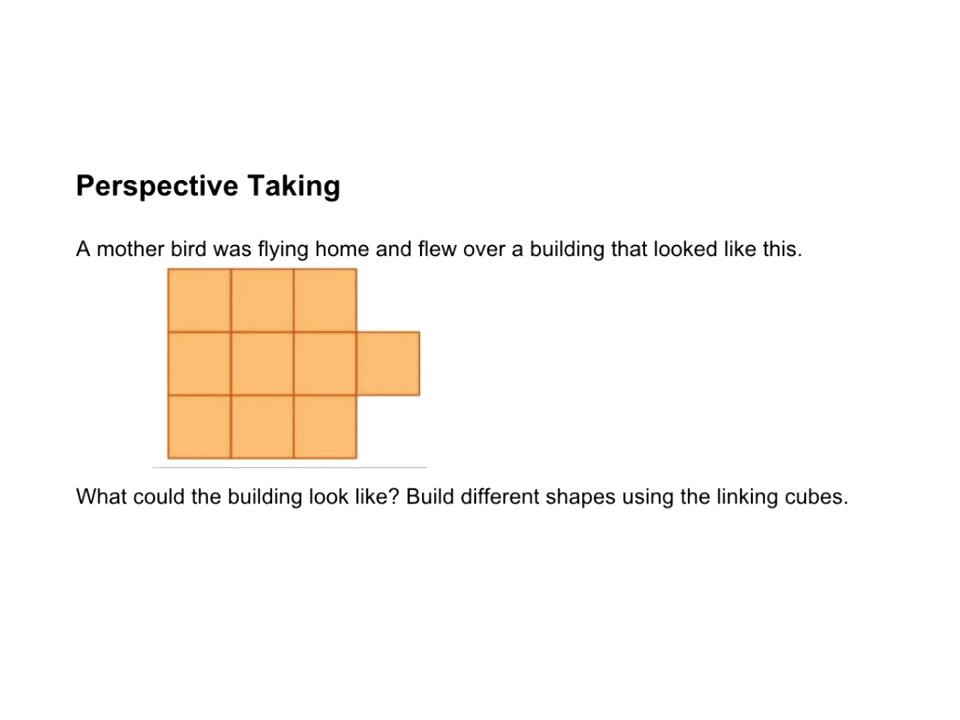 Perspective Taking
A mother bird was flying home and flew over a building that looked like this.
What could the building look like? Build different shapes using the linking cubes.